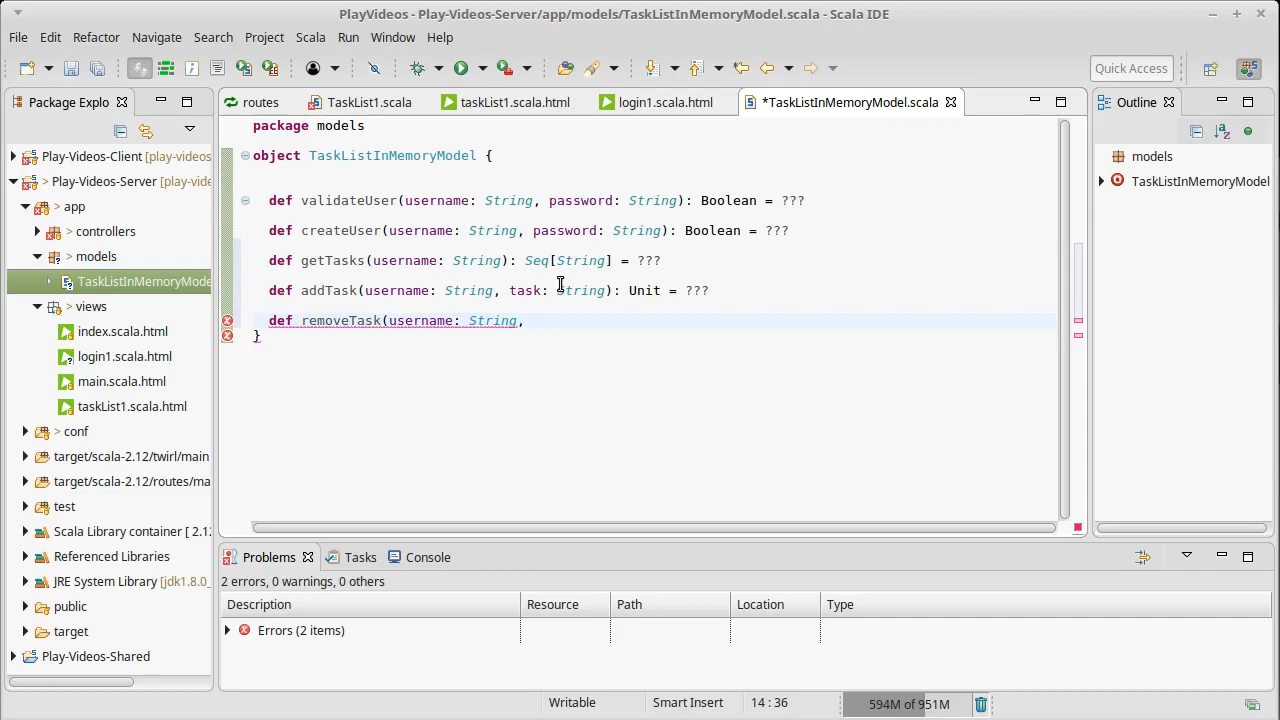 PlayVideos - Play-Videos-Server/app/models/TaskListInMemoryModel.scala - Scala IDE
File Edit Refactor Navigate Search Project Scala Run Window Help
Quick Access
Package Explo
routes TaskList1.scala taskList1.scala.html login1.scala.html *TaskListInMemoryModel.scala
Outline
Play-Videos-Client [play-videos
> Play-Videos-Server [play-vide
> app
controllers
> models
TaskListInMemoryMode
> views
index.scala.html
login1.scala.html
main.scala.html
taskList1.scala.html
> conf
target/scala-2.12/twirl/main
target/scala-2.12/routes/ma
test
Scala Library container [ 2.12
Referenced Libraries
JRE System Library [jdk1.8.0_
public
target
Play-Videos-Shared
package models
object TaskListInMemoryModel {
def validateUser(username: String, password: String): Boolean = ???
def createUser(username: String, password: String): Boolean = ???
def getTasks(username: String): Seq[String] = ???
def addTask(username: String, task: String): Unit = ???
def removeTask(username: String,
}
models
TaskListInMemoryModel
Problems Tasks Console
2 errors, 0 warnings, 0 others
Description Resource Path Location Type
Errors (2 items)
Writable Smart Insert 14 : 36 594M of 951M